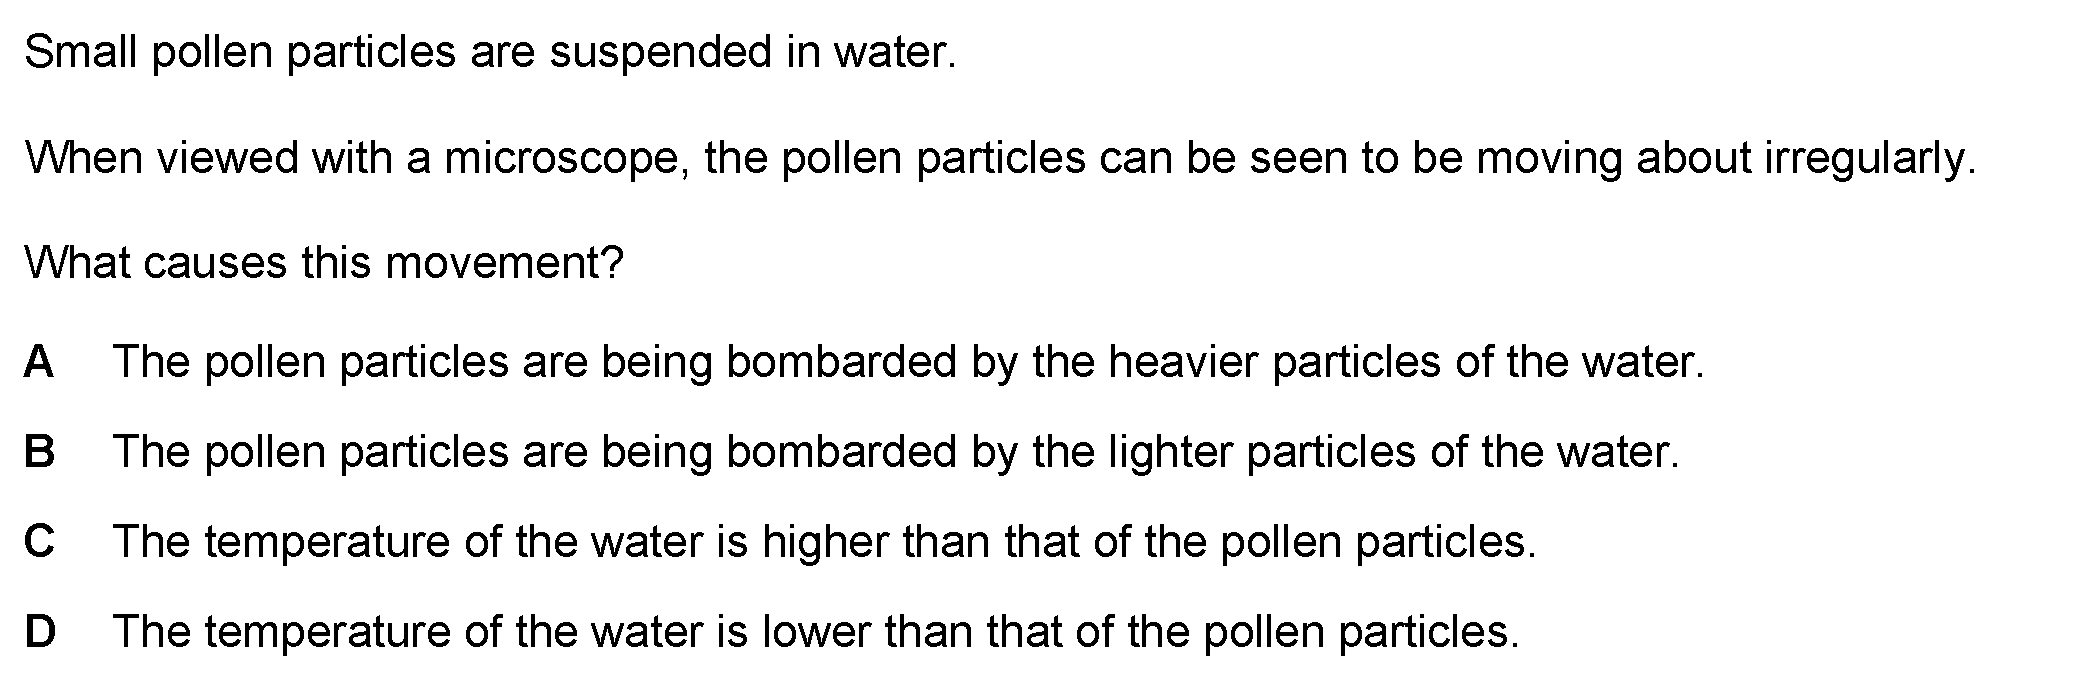 Small pollen particles are suspended in water.
When viewed with a microscope, the pollen particles can be seen to be moving about irregularly.
What causes this movement?
A The pollen particles are being bombarded by the heavier particles of the water.
B The pollen particles are being bombarded by the lighter particles of the water.
C The temperature of the water is higher than that of the pollen particles.
D The temperature of the water is lower than that of the pollen particles.